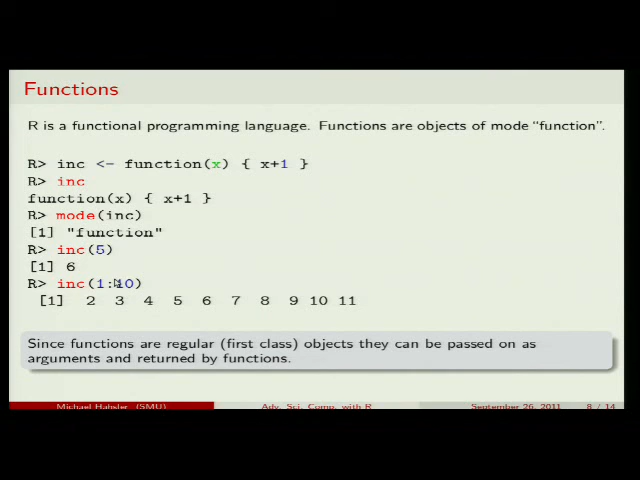 Functions
R is a functional programming language. Functions are objects of mode "function".
R> inc <- function(x) { x+1 }
R> inc
function(x) { x+1 }
R> mode(inc)
[1] "function"
R> inc(5)
[1] 6
R> inc(1:10)
[1] 2 3 4 5 6 7 8 9 10 11
Since functions are regular (first class) objects they can be passed on as
arguments and returned by functions.
Michael Hahsler (SMU) Adv. Sci. Comp. with R September 26, 2011 8 / 14